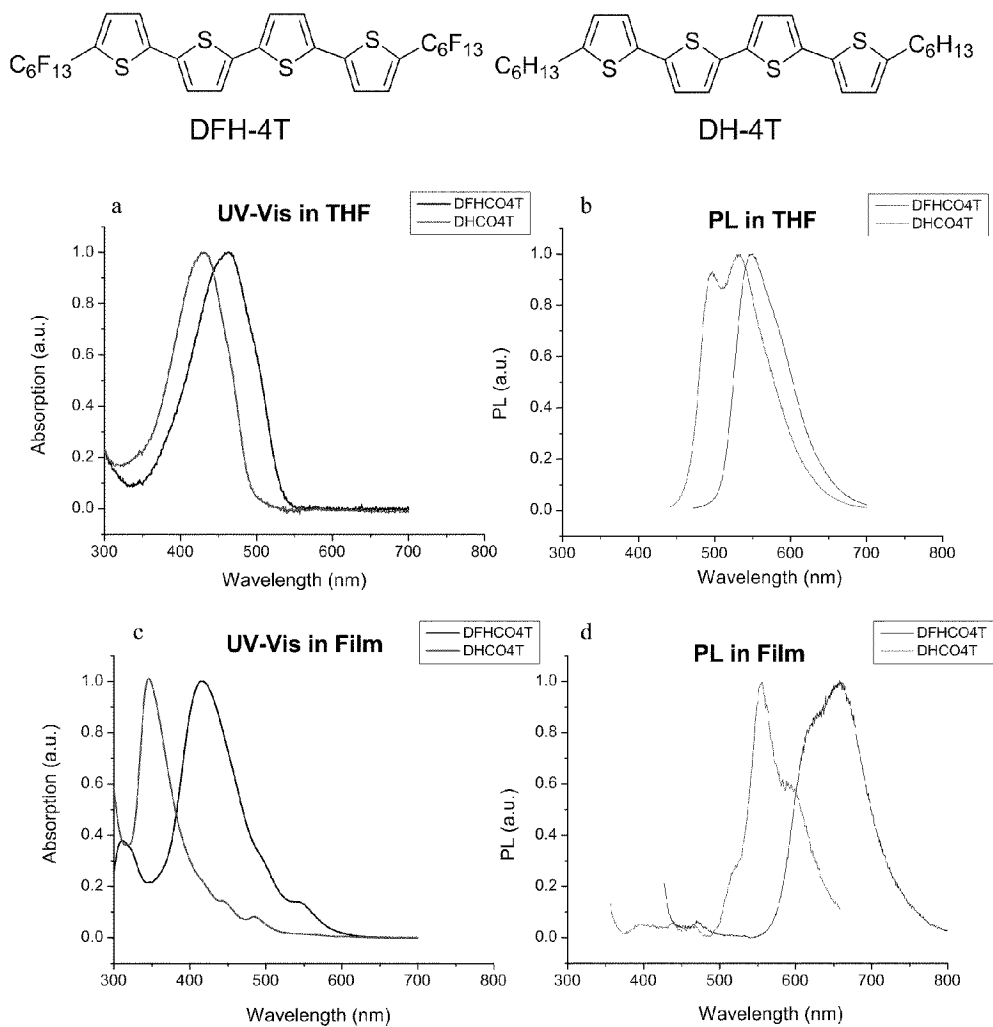 C6F13 S S S S C6F13
DFH-4T
C6H13 S S S S C6H13
DH-4T
a
UV-Vis in THF
DFHCO4T
DHCO4T
Absorption (a.u.)
1.0
0.8
0.6
0.4
0.2
0.0
300 400 500 600 700 800
Wavelength (nm)
b
PL in THF
DFHCO4T
DHCO4T
PL (a.u.)
1.0
0.8
0.6
0.4
0.2
0.0
300 400 500 600 700 800
Wavelength (nm)
c
UV-Vis in Film
DFHCO4T
DHCO4T
Absorption (a.u.)
1.0
0.8
0.6
0.4
0.2
0.0
300 400 500 600 700 800
Wavelength (nm)
d
PL in Film
DFHCO4T
DHCO4T
PL (a.u.)
1.0
0.8
0.6
0.4
0.2
0.0
300 400 500 600 700 800
Wavelength (nm)